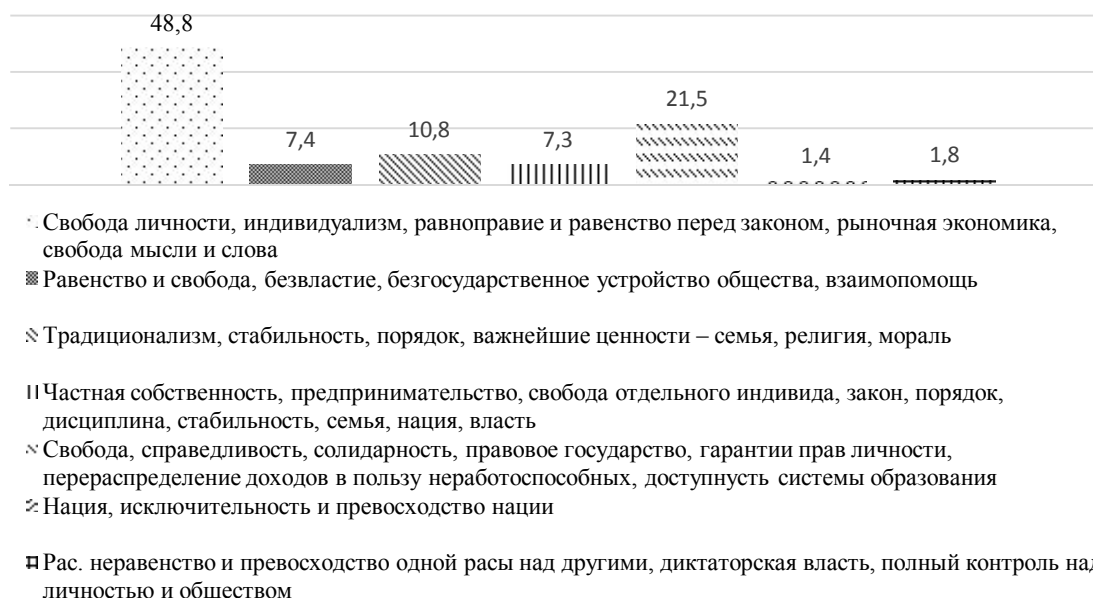 48,8
7,4
10,8
7,3
21,5
1,4
1,8
Свобода личности, индивидуализм, равноправие и равенство перед законом, рыночная экономика,
свобода мысли и слова
Равенство и свобода, безвластие, безгосударственное устройство общества, взаимопомощь
Традиционализм, стабильность, порядок, важнейшие ценности – семья, религия, мораль
Частная собственность, предпринимательство, свобода отдельного индивида, закон, порядок,
дисциплина, стабильность, семья, нация, власть
Свобода, справедливость, солидарность, правовое государство, гарантии прав личности,
перераспределение доходов в пользу неработоспособных, доступнусть системы образования
Нация, исключительность и превосходство нации
Рас. неравенство и превосходство одной расы над другими, диктаторская власть, полный контроль над
личностью и обществом